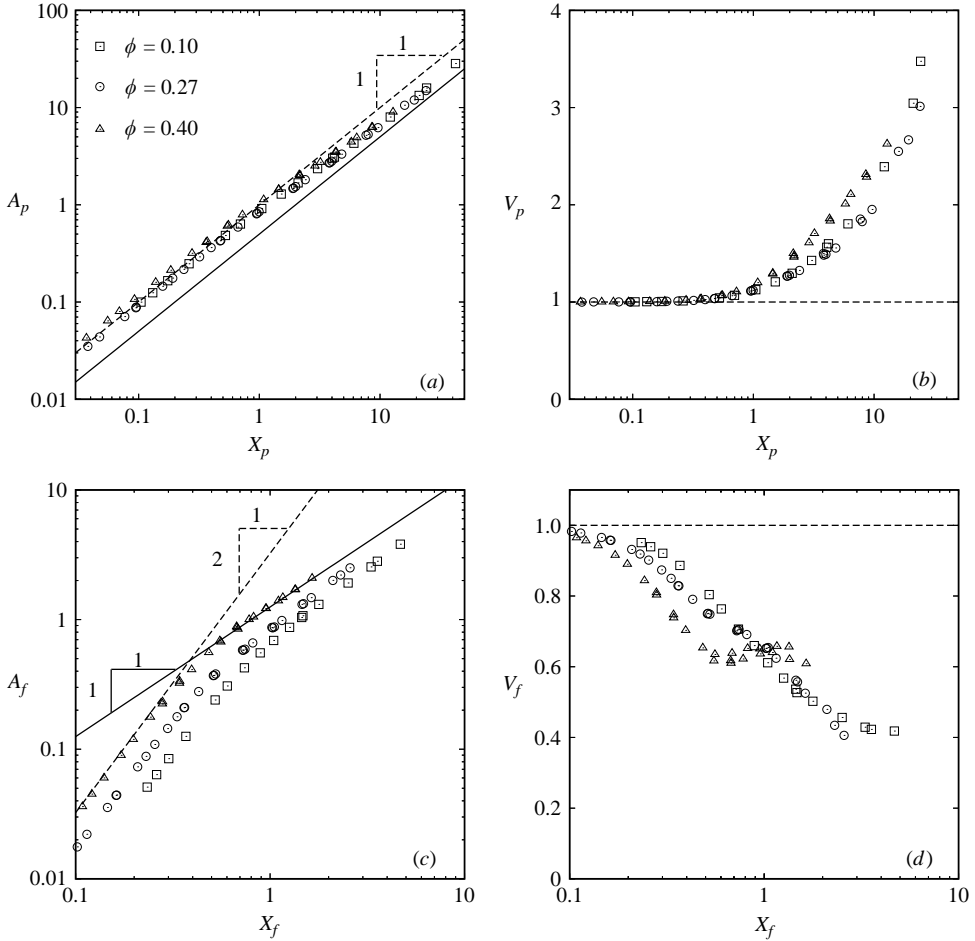 100
10
1
0.1
0.01
A_p
ϕ = 0.10
ϕ = 0.27
ϕ = 0.40
1
1
(a)
0.1 1 10
X_p
4
3
2
1
0
V_p
(b)
0.1 1 10
X_p
10
1
0.1
0.01
A_f
1
2
1
1
(c)
0.1 1 10
X_f
1.0
0.8
0.6
0.4
0.2
0
V_f
(d)
0.1 1 10
X_f